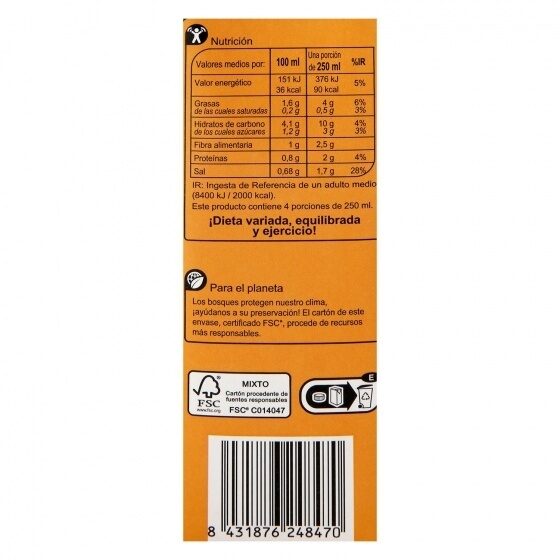 Nutrición
Valores medios por: 100 ml Una porción de 250 ml %IR
Valor energético 151 kJ 376 kJ 5%
36 kcal 90 kcal
Grasas 1,6 g 4 g 6%
de las cuales saturadas 0,2 g 0,5 g 3%
Hidratos de carbono 4,1 g 10 g 4%
de los cuales azúcares 1,2 g 3 g 3%
Fibra alimentaria 1 g 2,5 g
Proteínas 0,8 g 2 g 4%
Sal 0,68 g 1,7 g 28%
IR: Ingesta de Referencia de un adulto medio
(8400 kJ / 2000 kcal).
Este producto contiene 4 porciones de 250 ml.
¡Dieta variada, equilibrada
y ejercicio!
Para el planeta
Los bosques protegen nuestro clima,
¡ayúdanos a su preservación! El cartón de este
envase, certificado FSC®, procede de recursos
más responsables.
FSC
www.fsc.org
MIXTO
Cartón procedente de
fuentes responsables
FSC® C014047
E
8 431876 248470